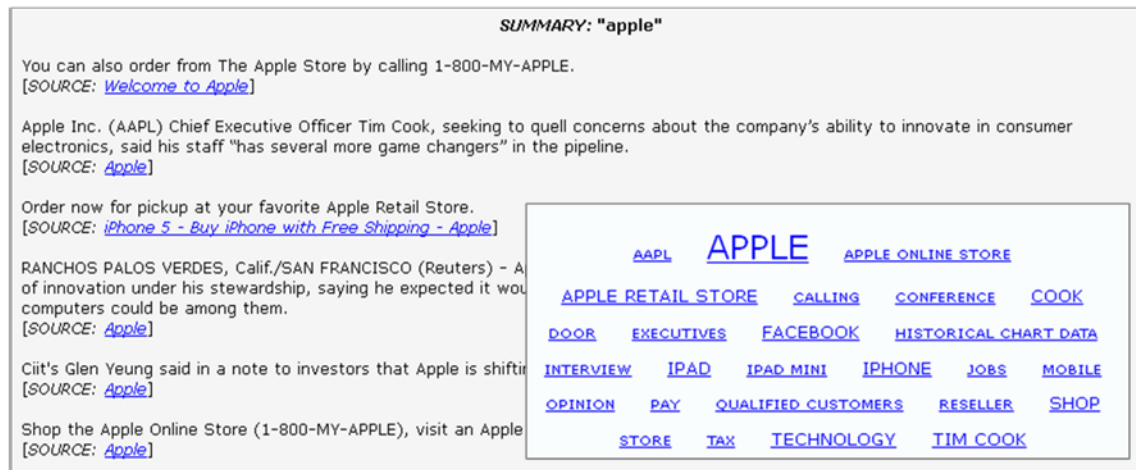 SUMMARY: "apple"
You can also order from The Apple Store by calling 1-800-MY-APPLE.
[SOURCE: Welcome to Apple]
Apple Inc. (AAPL) Chief Executive Officer Tim Cook, seeking to quell concerns about the company's ability to innovate in consumer
electronics, said his staff "has several more game changers" in the pipeline.
[SOURCE: Apple]
Order now for pickup at your favorite Apple Retail Store.
[SOURCE: iPhone 5 - Buy iPhone with Free Shipping - Apple]
RANCHOS PALOS VERDES, Calif./SAN FRANCISCO (Reuters) -
of innovation under his stewardship, saying he expected it
computers could be among them.
[SOURCE: Apple]
Ciit's Glen Yeung said in a note to investors that Apple is
[SOURCE: Apple]
Shop the Apple Online Store (1-800-MY-APPLE), visit an Apple
[SOURCE: Apple]
AAPL APPLE APPLE ONLINE STORE
APPLE RETAIL STORE CALLING CONFERENCE COOK
DOOR EXECUTIVES FACEBOOK HISTORICAL CHART DATA
INTERVIEW IPAD IPAD MINI IPHONE JOBS MOBILE
OPINION PAY QUALIFIED CUSTOMERS RESELLER SHOP
STORE TAX TECHNOLOGY TIM COOK